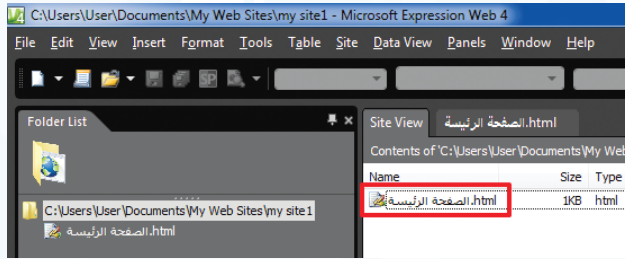 C:\Users\User\Documents\My Web Sites\my site1 - Microsoft Expression Web 4
File Edit View Insert Format Tools Table Site Data View Panels Window Help
Folder List
Site View الصفحة الرئيسة.html
Contents of 'C:\Users\User\Documents\My Web
Name Size Type
الصفحة الرئيسة.html 1KB html
C:\Users\User\Documents\My Web Sites\my site1
الصفحة الرئيسة.html